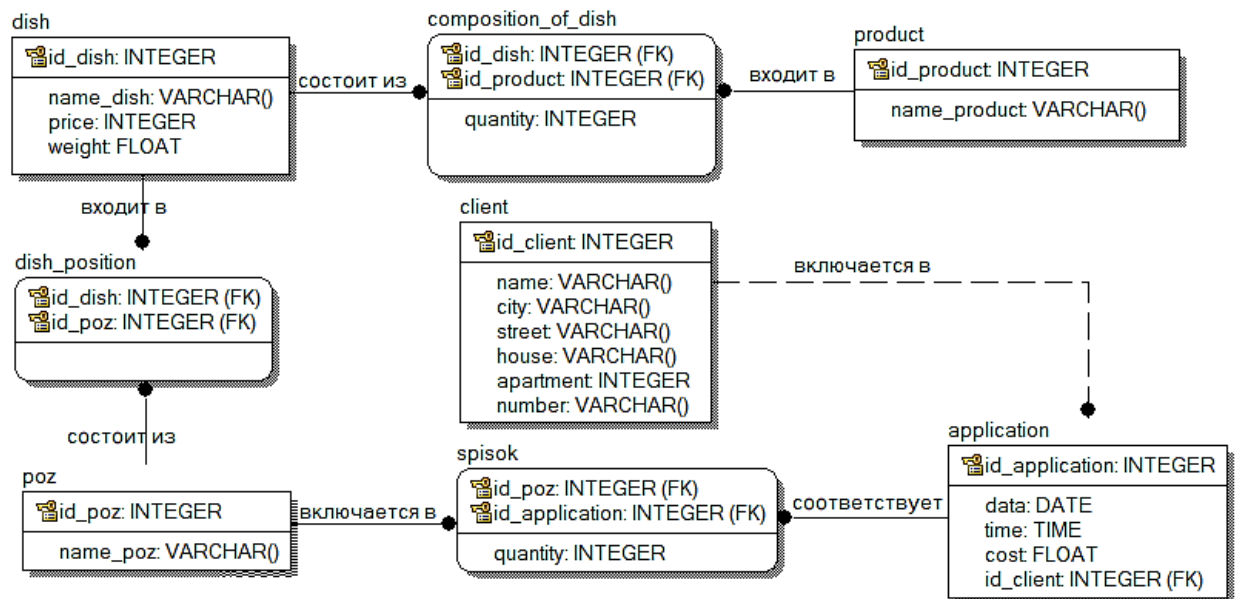 dish
id_dish: INTEGER
name_dish: VARCHAR()
price: INTEGER
weight: FLOAT
состоит из
composition_of_dish
id_dish: INTEGER (FK)
id_product: INTEGER (FK)
quantity: INTEGER
входит в
product
id_product: INTEGER
name_product: VARCHAR()
входит в
dish_position
id_dish: INTEGER (FK)
id_poz: INTEGER (FK)
client
id_client: INTEGER
name: VARCHAR()
city: VARCHAR()
street: VARCHAR()
house: VARCHAR()
apartment: INTEGER
number: VARCHAR()
включается в
состоит из
poz
id_poz: INTEGER
name_poz: VARCHAR()
включается в
spisok
id_poz: INTEGER (FK)
id_application: INTEGER (FK)
quantity: INTEGER
соответствует
application
id_application: INTEGER
data: DATE
time: TIME
cost: FLOAT
id_client: INTEGER (FK)